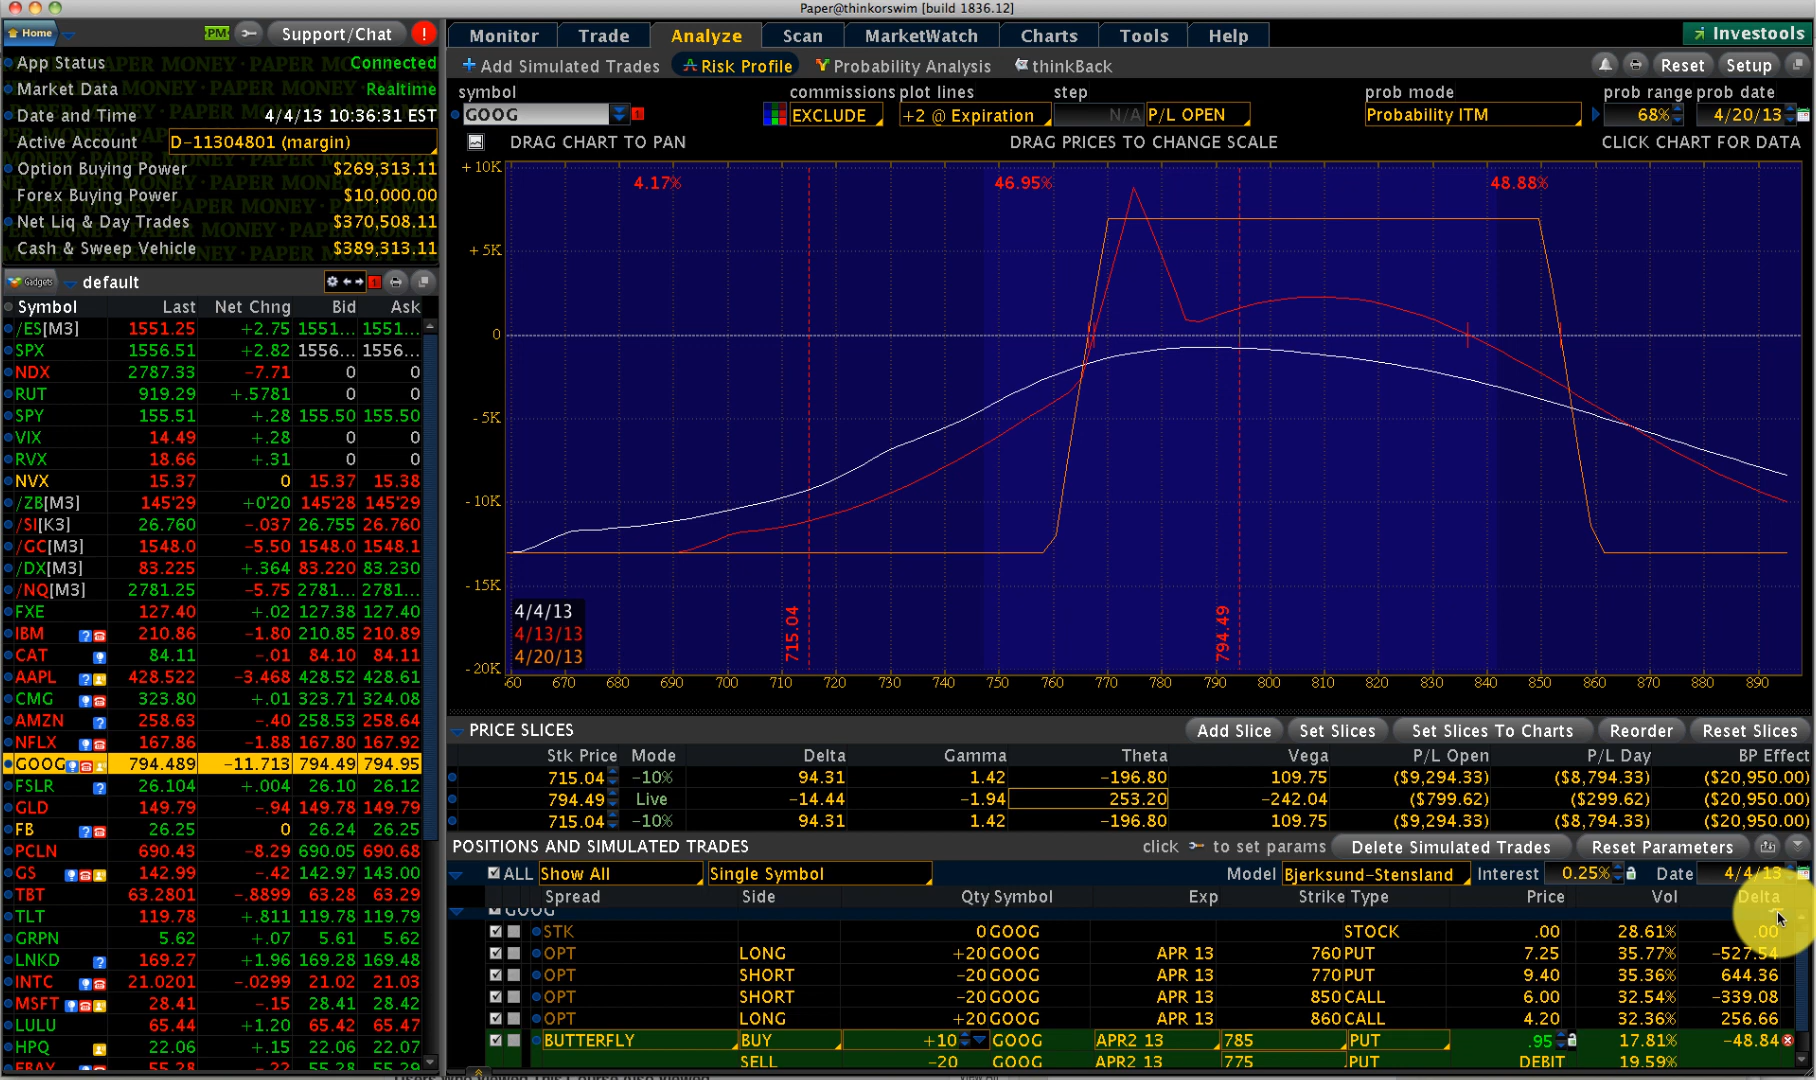 Paper@thinkorswim [build 1836.12]
Home PM Support/Chat !
Monitor Trade Analyze Scan MarketWatch Charts Tools Help Investools
+ Add Simulated Trades Risk Profile Probability Analysis thinkBack Reset Setup
App Status Connected
Market Data Realtime
Date and Time 4/4/13 10:36:31 EST
Active Account D-11304801 (margin)
Option Buying Power $269,313.11
Forex Buying Power $10,000.00
Net Liq & Day Trades $370,508.11
Cash & Sweep Vehicle $389,313.11
symbol commissions plot lines step prob mode prob range prob date
GOOG 1 EXCLUDE +2 @ Expiration N/A P/L OPEN Probability ITM 68% 4/20/13
DRAG CHART TO PAN DRAG PRICES TO CHANGE SCALE CLICK CHART FOR DATA
Gadgets default 1
Symbol Last Net Chng Bid Ask
/ES[M3] 1551.25 +2.75 1551... 1551...
SPX 1556.51 +2.82 1556... 1556...
NDX 2787.33 -7.71 0 0
RUT 919.29 +.5781 0 0
SPY 155.51 +.28 155.50 155.50
VIX 14.49 +.28 0 0
RVX 18.66 +.31 0 0
NVX 15.37 0 15.37 15.38
/ZB[M3] 145'29 +0'20 145'28 145'29
/SI[K3] 26.760 -.037 26.755 26.760
/GC[M3] 1548.0 -5.50 1548.0 1548.1
/DX[M3] 83.225 +.364 83.220 83.230
/NQ[M3] 2781.25 -5.75 2781... 2781...
FXE 127.40 +.02 127.38 127.40
IBM 210.86 -1.80 210.85 210.89
CAT 84.11 -.01 84.10 84.11
AAPL 428.522 -3.468 428.52 428.61
CMG 323.80 +.01 323.71 324.08
AMZN 258.63 -.40 258.53 258.64
NFLX 167.86 -1.88 167.80 167.92
GOOG 794.489 -11.713 794.49 794.95
FSLR 26.104 +.004 26.10 26.12
GLD 149.79 -.94 149.78 149.79
FB 26.25 0 26.24 26.25
PCLN 690.43 -8.29 690.05 690.68
GS 142.99 -.42 142.97 143.00
TBT 63.2801 -.8899 63.28 63.29
TLT 119.78 +.811 119.78 119.79
GRPN 5.62 +.07 5.61 5.62
LNKD 169.27 +1.96 169.28 169.48
INTC 21.0201 -.0299 21.02 21.03
MSFT 28.41 -.15 28.41 28.42
LULU 65.44 +1.20 65.42 65.47
HPQ 22.06 +.15 22.06 22.07
EBAY 55.28 -.22 55.28 55.29
+10K 4.17% 46.95% 48.88%
+ 5K
0
- 5K
-10K
-15K
-20K
4/4/13
4/13/13
4/20/13
715.04
794.49
60 670 680 690 700 710 720 730 740 750 760 770 780 790 800 810 820 830 840 850 860 870 880 890
PRICE SLICES Add Slice Set Slices Set Slices To Charts Reorder Reset Slices
Stk Price Mode Delta Gamma Theta Vega P/L Open P/L Day BP Effect
715.04 -10% 94.31 1.42 -196.80 109.75 ($9,294.33) ($8,794.33) ($20,950.00)
794.49 Live -14.44 -1.94 253.20 -242.04 ($799.62) ($299.62) ($20,950.00)
715.04 -10% 94.31 1.42 -196.80 109.75 ($9,294.33) ($8,794.33) ($20,950.00)
POSITIONS AND SIMULATED TRADES click to set params Delete Simulated Trades Reset Parameters
ALL Show All Single Symbol Model Bjerksund-Stensland Interest 0.25% Date 4/4/13
Spread Side Qty Symbol Exp Strike Type Price Vol Delta
GOOG
STK 0 GOOG STOCK .00 28.61% .00
OPT LONG +20 GOOG APR 13 760 PUT 7.25 35.77% -527.54
OPT SHORT -20 GOOG APR 13 770 PUT 9.40 35.36% 644.36
OPT SHORT -20 GOOG APR 13 850 CALL 6.00 32.54% -339.08
OPT LONG +20 GOOG APR 13 860 CALL 4.20 32.36% 256.66
BUTTERFLY BUY +10 GOOG APR2 13 785 PUT .95 17.81% -48.84
SELL -20 GOOG APR2 13 775 PUT DEBIT 19.59%